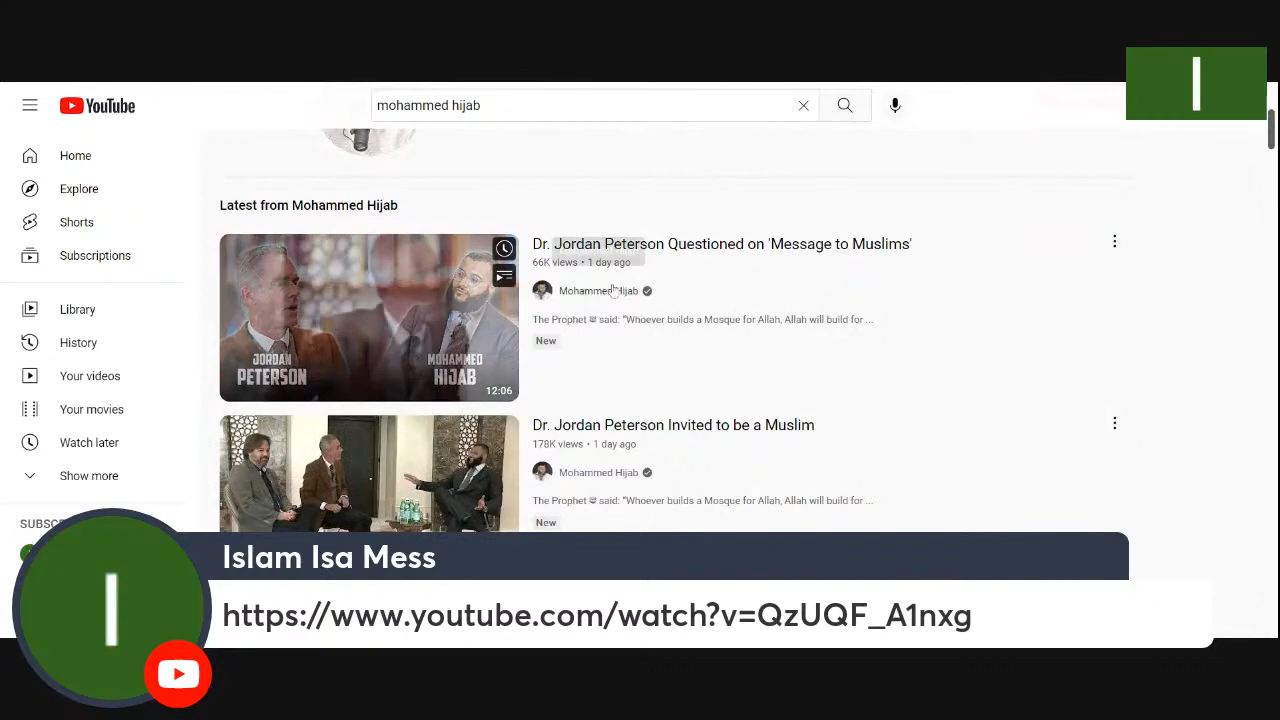 YouTube
mohammed hijab
I
Home
Explore
Shorts
Subscriptions
Library
History
Your videos
Your movies
Watch later
Show more
Latest from Mohammed Hijab
JORDAN PETERSON
MOHAMMED HIJAB
12:06
Dr. Jordan Peterson Questioned on 'Message to Muslims'
66K views • 1 day ago
Mohammed Hijab
The Prophet ﷺ said: "Whoever builds a Mosque for Allah, Allah will build for ...
New
Dr. Jordan Peterson Invited to be a Muslim
178K views • 1 day ago
Mohammed Hijab
The Prophet ﷺ said: "Whoever builds a Mosque for Allah, Allah will build for ...
New
I
Islam Isa Mess
https://www.youtube.com/watch?v=QzUQF_A1nxg